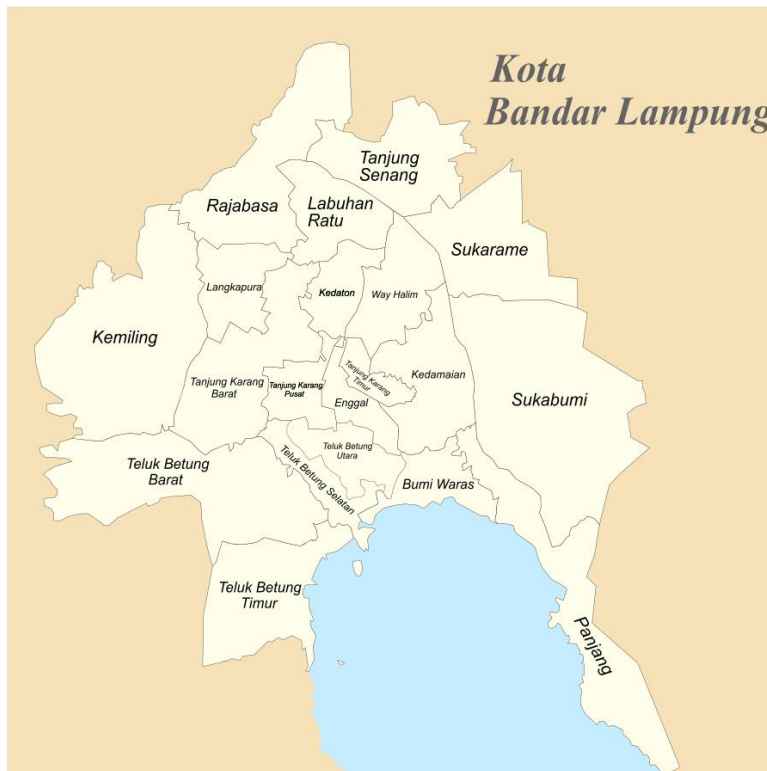 Kota
Bandar Lampung
Tanjung
Senang
Rajabasa
Labuhan
Ratu
Sukarame
Langkapura
Kedaton
Way Halim
Kemiling
Tanjung Karang
Barat
Tanjung Karang
Pusat
Tanjung Karang
Timur
Kedamaian
Enggal
Sukabumi
Teluk Betung
Barat
Teluk Betung
Utara
Teluk Betung Selatan
Bumi Waras
Teluk Betung
Timur
Panjang